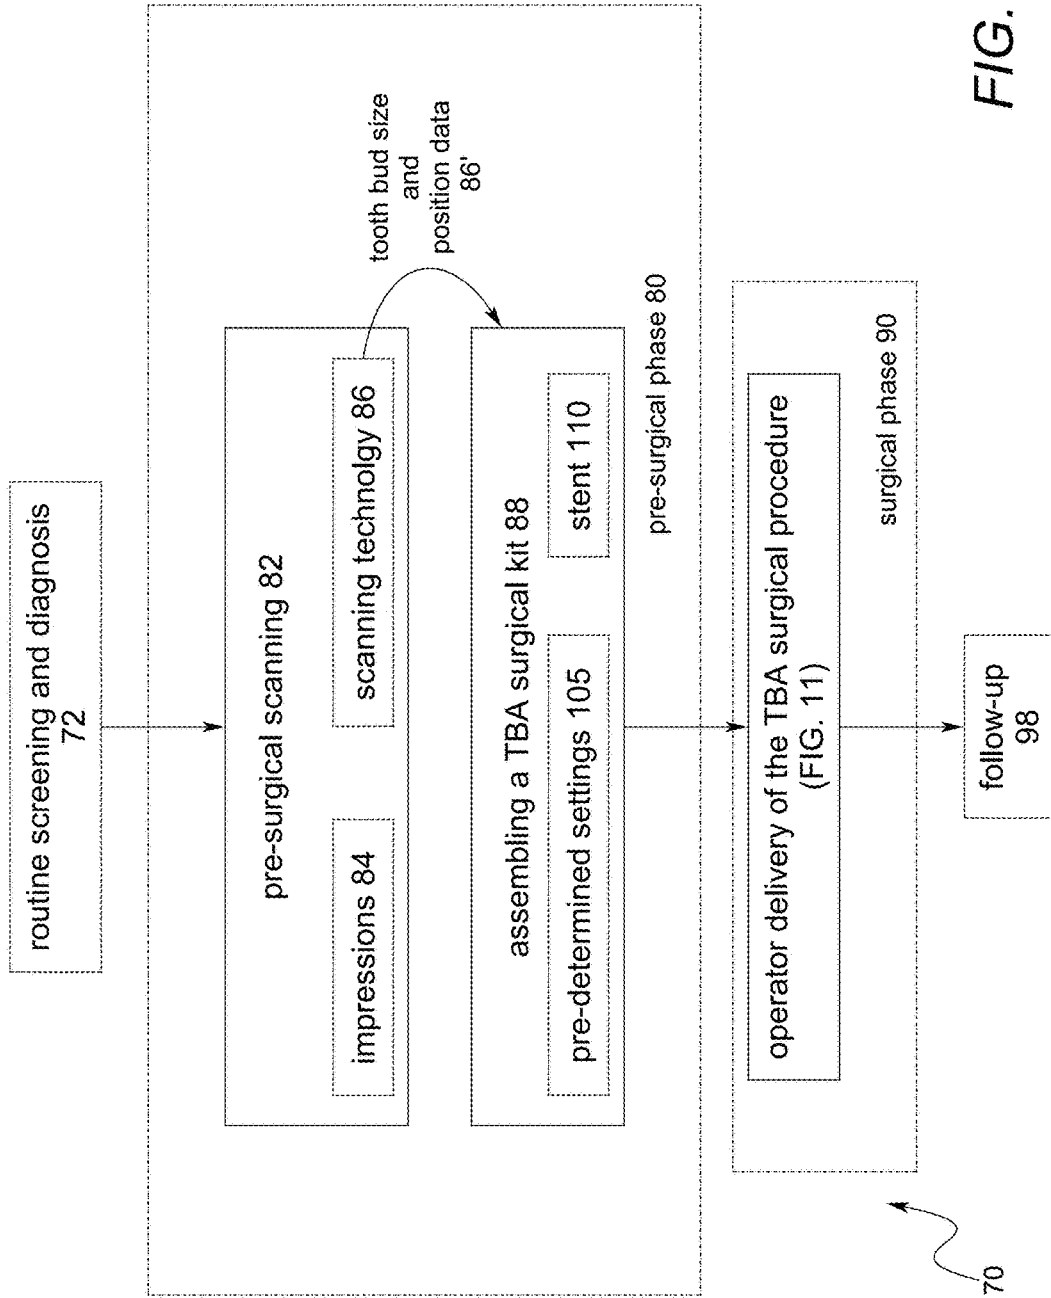 routine screening and diagnosis
72
pre-surgical scanning 82
impressions 84
scanning technolgy 86
tooth bud size
and
position data
86'
assembling a TBA surgical kit 88
pre-determined settings 105
stent 110
pre-surgical phase 80
operator delivery of the TBA surgical procedure
(FIG. 11)
surgical phase 90
follow-up
98
70
FIG.